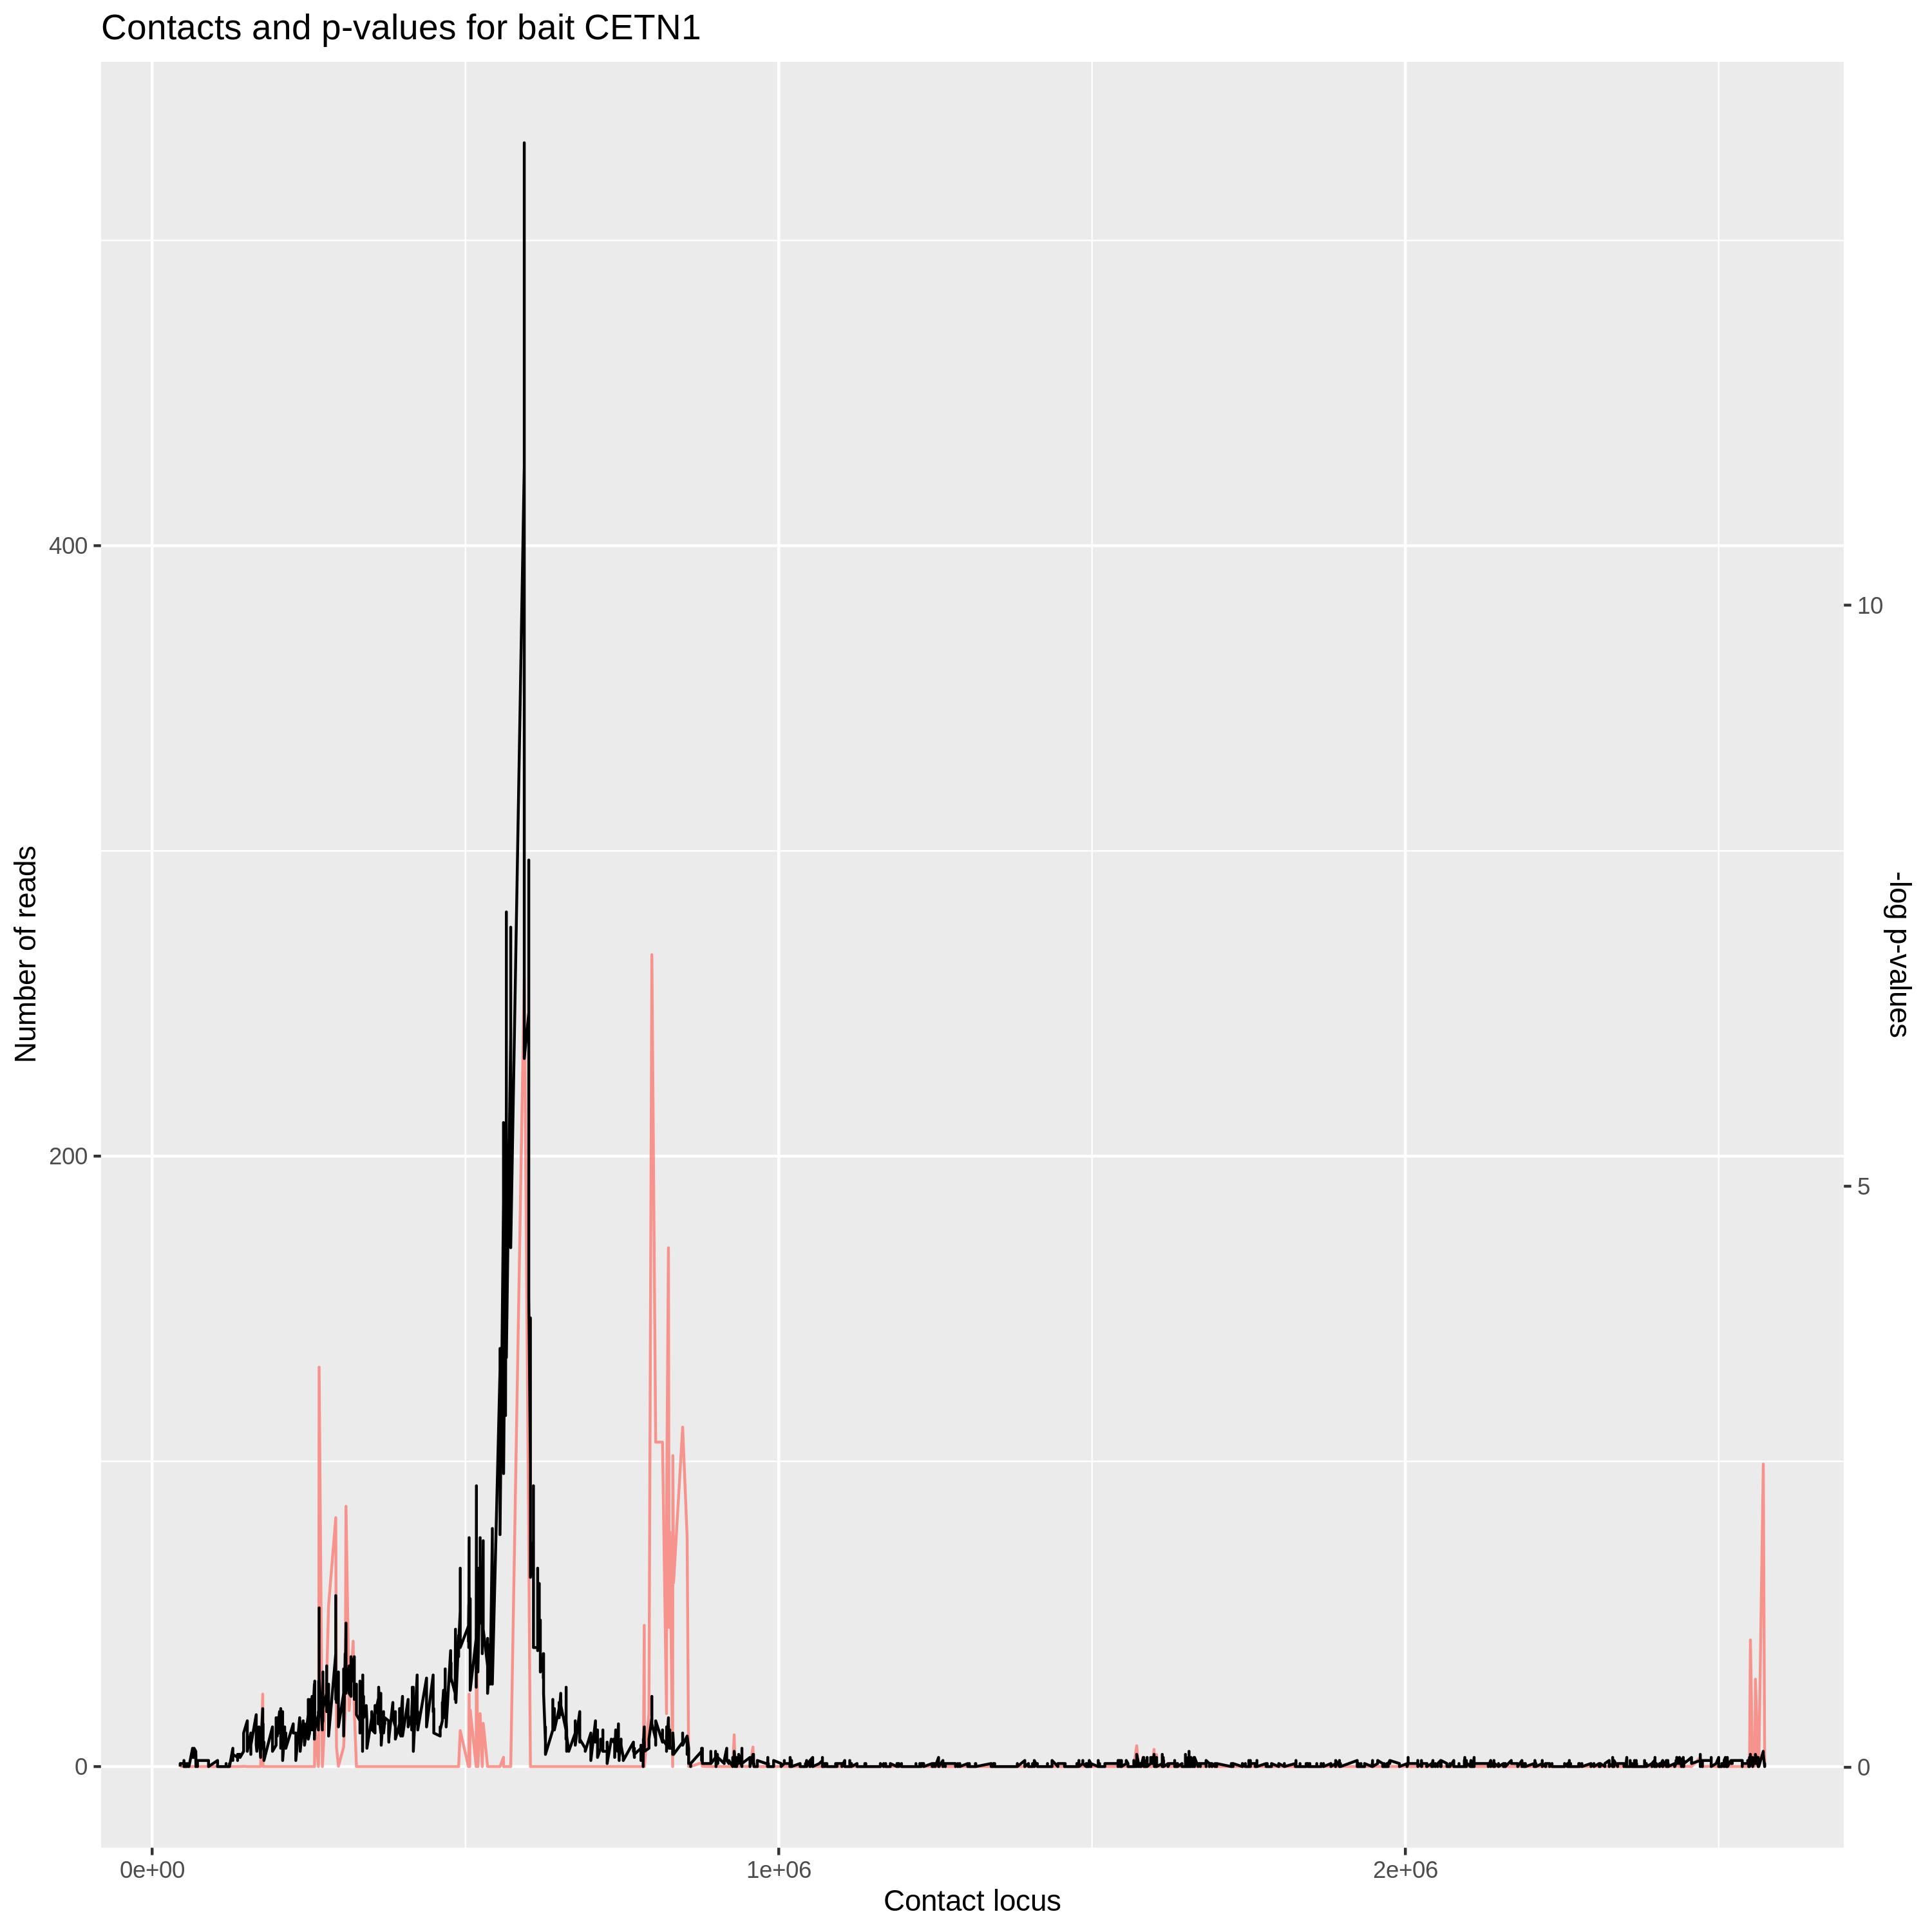 Contacts and p-values for bait CETN1
Number of reads
400
200
0
10
5
0
-log p-values
0e+00
1e+06
2e+06
Contact locus